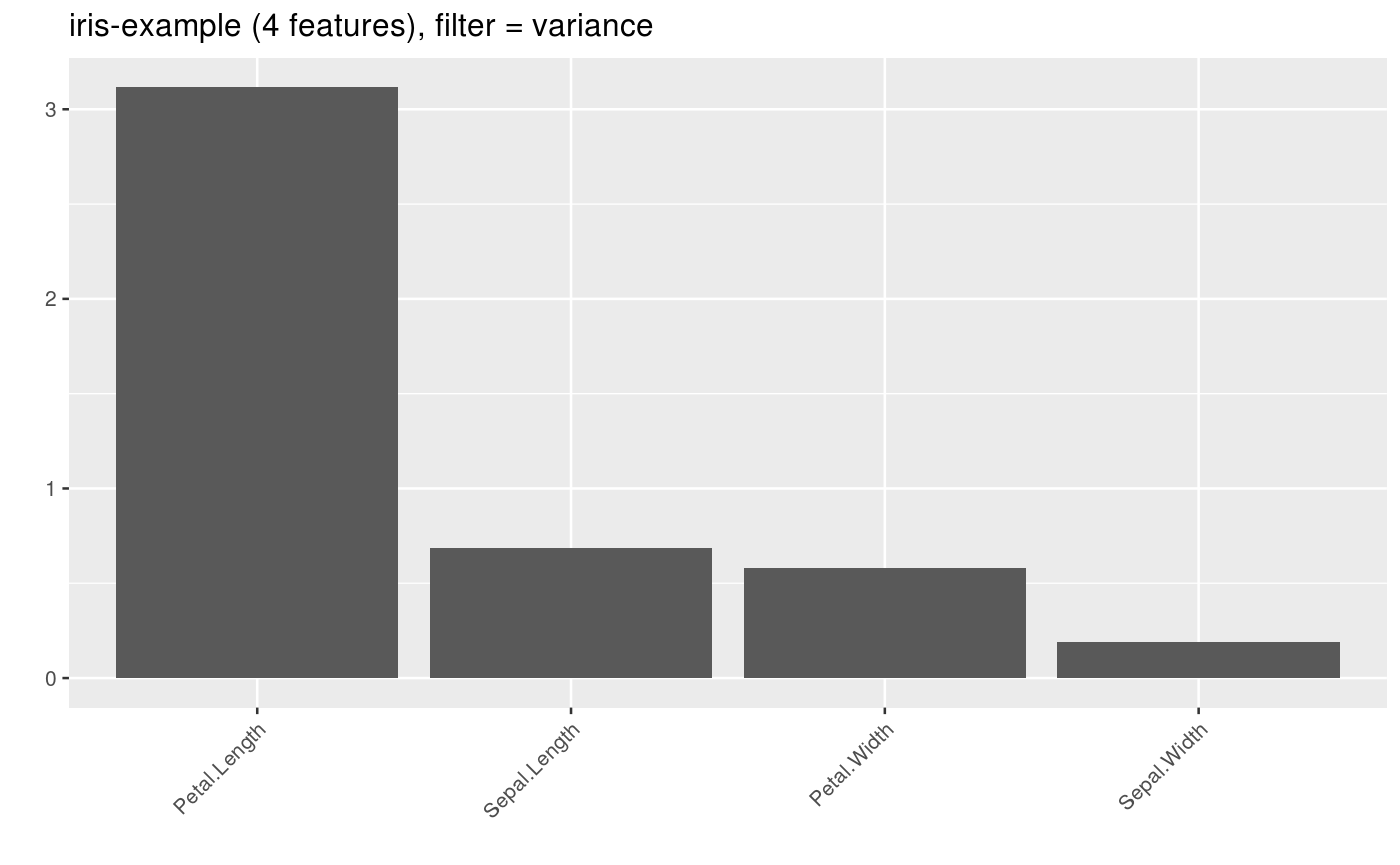 iris-example (4 features), filter = variance
3
2
1
0
Petal.Length
Sepal.Length
Petal.Width
Sepal.Width